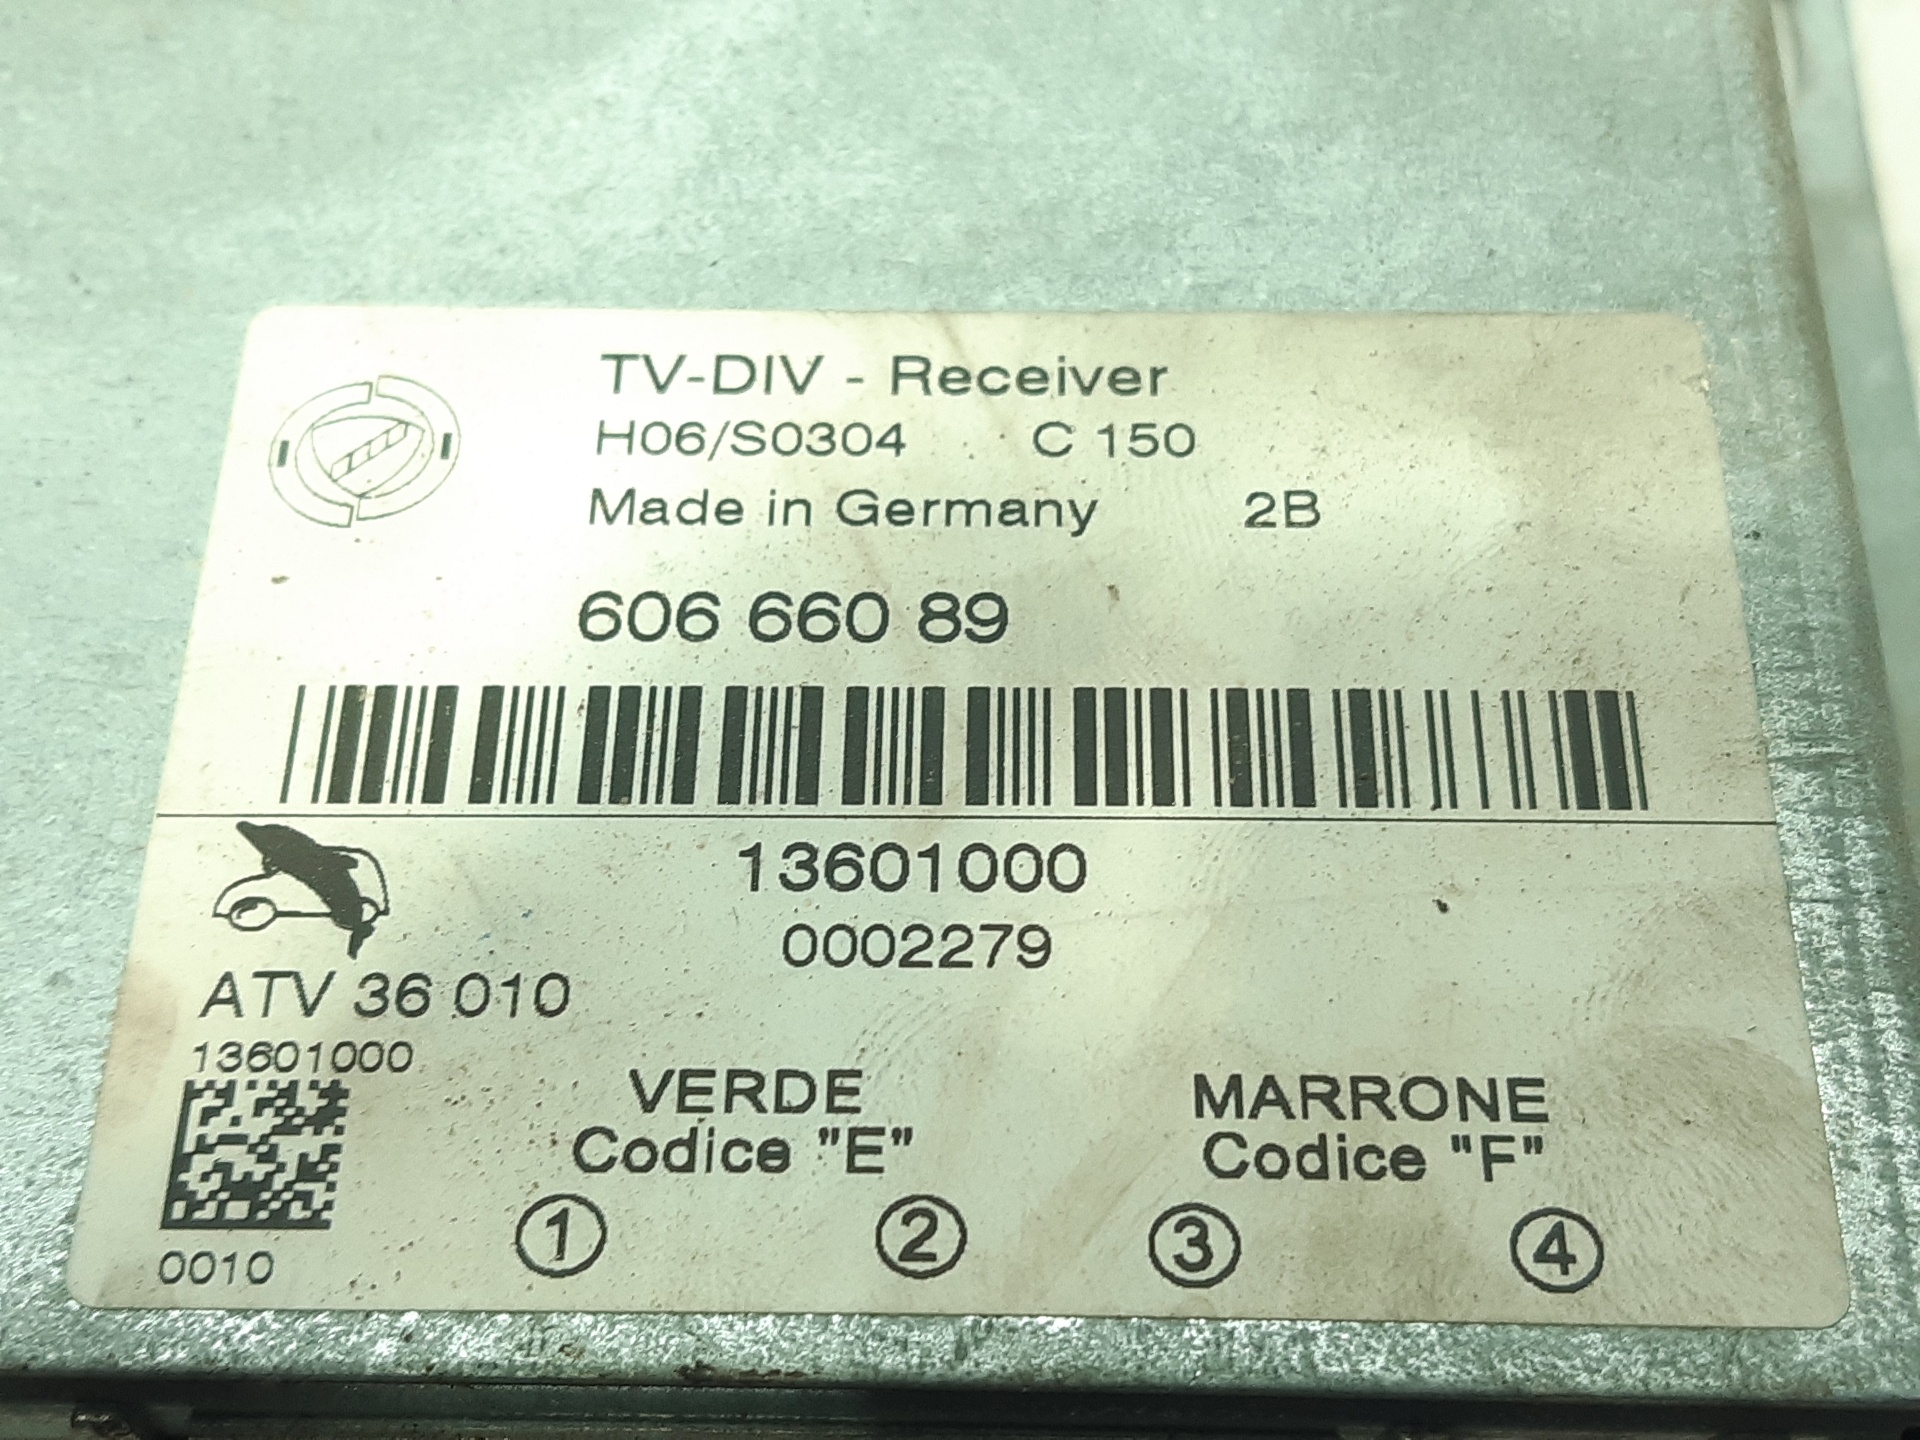 TV-DIV - Receiver
H06/S0304 C 150
Made in Germany 2B
606 660 89
13601000
0002279
ATV 36 010
13601000
VERDE MARRONE
Codice "E" Codice "F"
1 2 3 4
0010